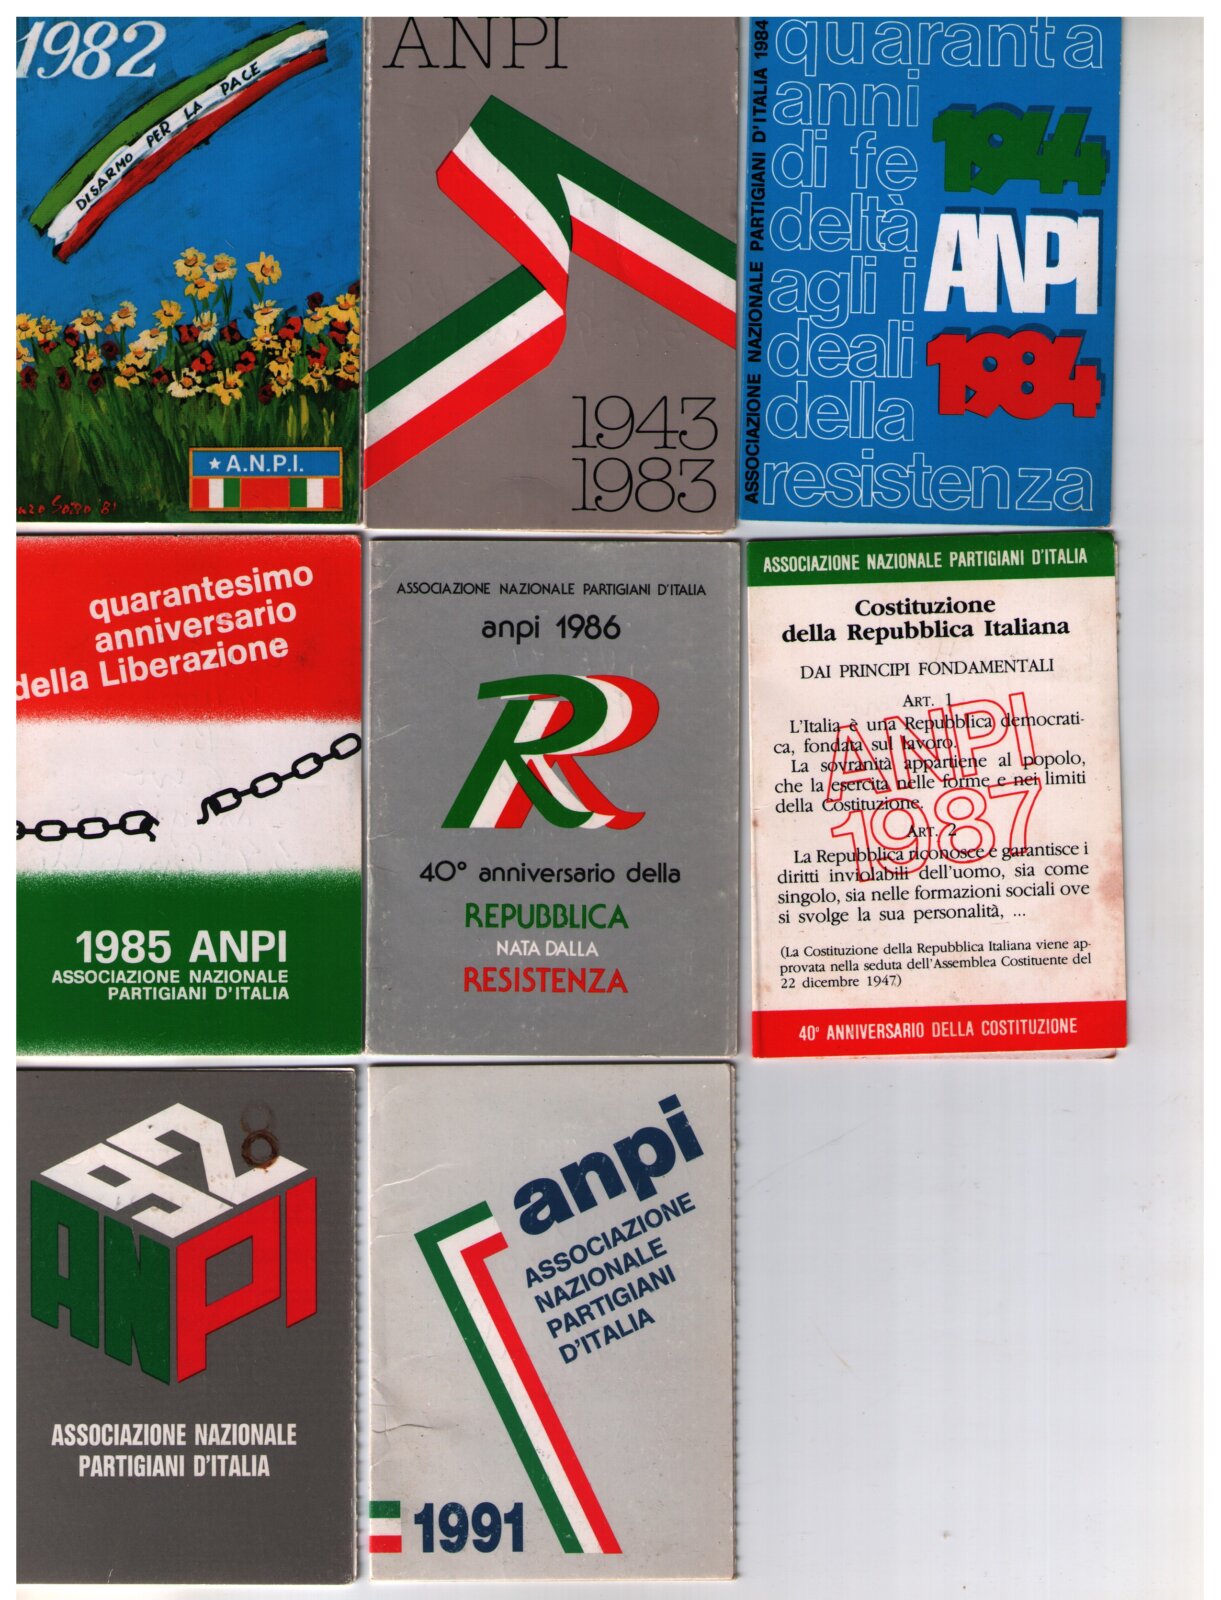 1982
DISARMO PER LA PACE
★ A.N.P.I.
ANPI
1943
1983
ASSOCIAZIONE NAZIONALE PARTIGIANI D'ITALIA 1984
quaranta
anni
di fe
deltà
agli i
deali
della
resistenza
1944
ANPI
1984
quarantesimo
anniversario
della Liberazione
1985 ANPI
ASSOCIAZIONE NAZIONALE
PARTIGIANI D'ITALIA
ASSOCIAZIONE NAZIONALE PARTIGIANI D'ITALIA
anpi 1986
RR
40° anniversario della
REPUBBLICA
NATA DALLA
RESISTENZA
ASSOCIAZIONE NAZIONALE PARTIGIANI D'ITALIA
Costituzione
della Repubblica Italiana
DAI PRINCIPI FONDAMENTALI
ART. 1
L'Italia è una Repubblica democrati-
ca, fondata sul lavoro.
La sovranità appartiene al popolo,
che la esercita nelle forme e nei limiti
della Costituzione.
ART. 2
La Repubblica riconosce e garantisce i
diritti inviolabili dell'uomo, sia come
singolo, sia nelle formazioni sociali ove
si svolge la sua personalità, ...
ANPI
1987
(La Costituzione della Repubblica Italiana viene ap-
provata nella seduta dell'Assemblea Costituente del
22 dicembre 1947)
40° ANNIVERSARIO DELLA COSTITUZIONE
ANPI
ASSOCIAZIONE NAZIONALE
PARTIGIANI D'ITALIA
anpi
ASSOCIAZIONE
NAZIONALE
PARTIGIANI
D'ITALIA
1991